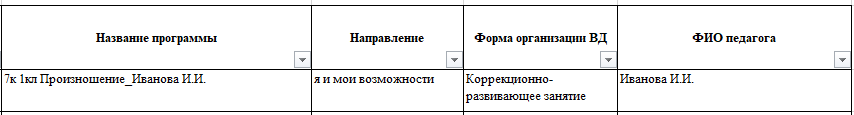 Название программы
Направление
Форма организации ВД
ФИО педагога
7к 1кл Произношение_Иванова И.И.
я и мои возможности
Коррекционно-
развивающее занятие
Иванова И.И.